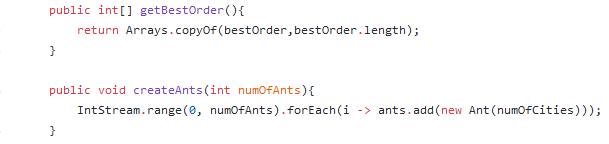 public int[] getBestOrder(){
return Arrays.copyOf(bestOrder,bestOrder.length);
}
public void createAnts(int numOfAnts){
IntStream.range(0, numOfAnts).forEach(i -> ants.add(new Ant(numOfCities)));
}